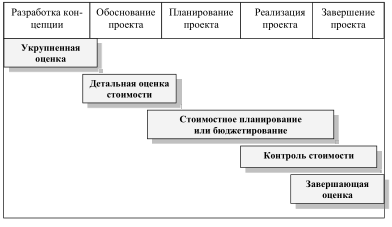 Разработка кон-
цепции
Обоснование
проекта
Планирование
проекта
Реализация
проекта
Завершение
проекта
Укрупненная
оценка
Детальная оценка
стоимости
Стоимостное планирование
или бюджетирование
Контроль стоимости
Завершающая
оценка